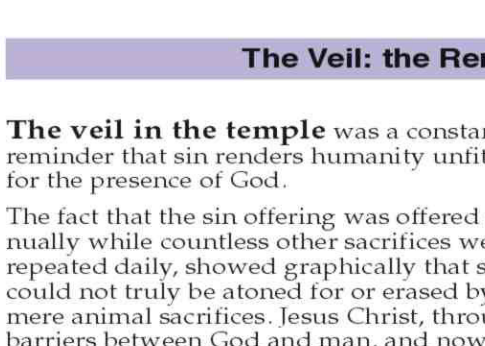 The Veil: the Re
The veil in the temple was a consta
reminder that sin renders humanity unfit
for the presence of God.
The fact that the sin offering was offered
nually while countless other sacrifices we
repeated daily, showed graphically that s
could not truly be atoned for or erased by
mere animal sacrifices. Jesus Christ, throu
barriers between God and man, and now